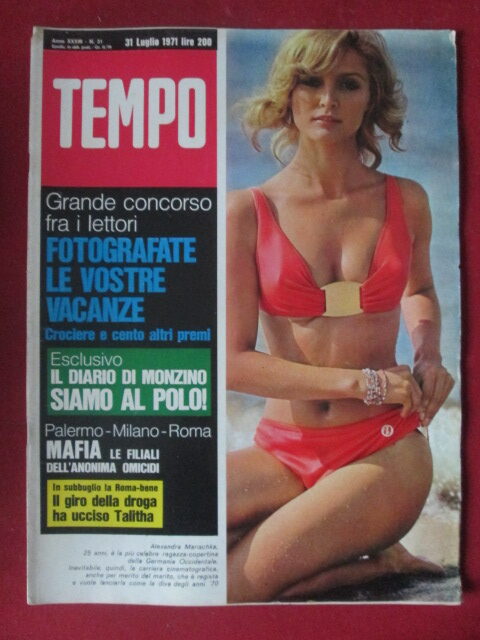 Anno XXXIII - N. 31
31 Luglio 1971 lire 200
TEMPO
Grande concorso
fra i lettori
FOTOGRAFATE
LE VOSTRE
VACANZE
Crociere e cento altri premi
Esclusivo
IL DIARIO DI MONZINO
SIAMO AL POLO!
Palermo-Milano-Roma
MAFIA LE FILIALI
DELL'ANONIMA OMICIDI
In subbuglio la Roma-bene
Il giro della droga
ha ucciso Talitha
Alexandra Marischka,
25 anni, è la più celebre ragazza-copertina
della Germania Occidentale.
Inevitabile, quindi, la carriera cinematografica,
anche per merito del marito, che è regista
e vuole lanciarla come la diva degli anni '70